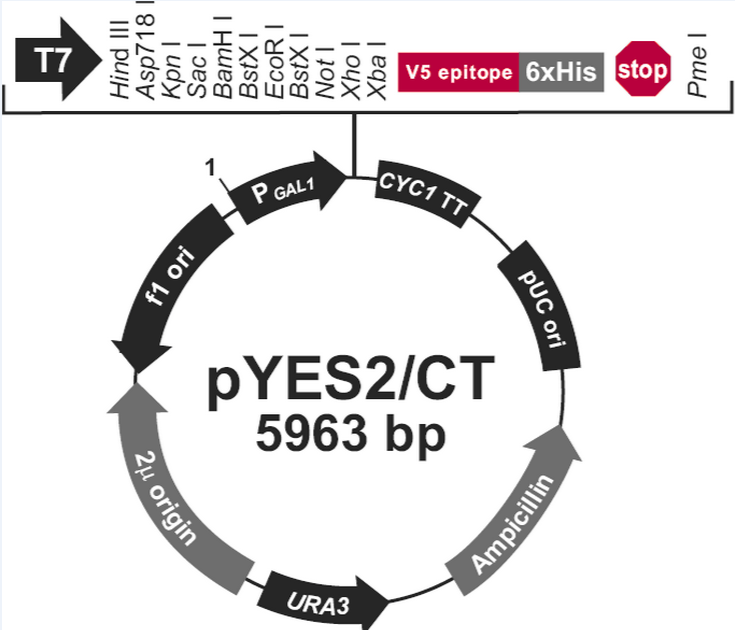 T7
Hind III
Asp718 I
Kpn I
Sac I
BamH I
BstX I
EcoR I
BstX I
Not I
Xho I
Xba I
V5 epitope
6xHis
stop
Pme I
1
P GAL1
CYC1 TT
f1 ori
pUC ori
pYES2/CT
5963 bp
2µ origin
Ampicillin
URA3